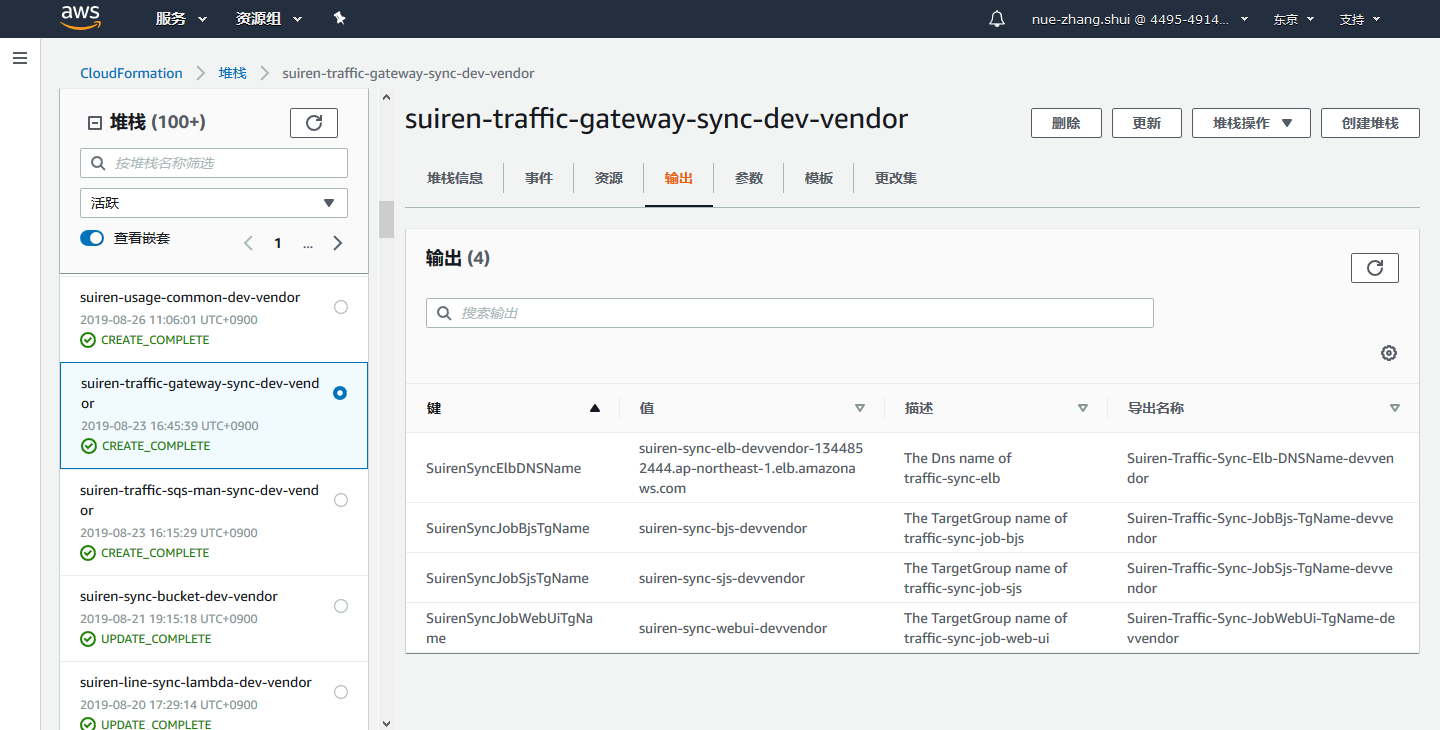 aws
服务
资源组
nue-zhang.shui @ 4495-4914...
东京
支持
CloudFormation
堆栈
suiren-traffic-gateway-sync-dev-vendor
堆栈 (100+)
按堆栈名称筛选
活跃
查看嵌套
1
...
suiren-usage-common-dev-vendor
2019-08-26 11:06:01 UTC+0900
CREATE_COMPLETE
suiren-traffic-gateway-sync-dev-vend
or
2019-08-23 16:45:39 UTC+0900
CREATE_COMPLETE
suiren-traffic-sqs-man-sync-dev-vend
or
2019-08-23 16:15:29 UTC+0900
CREATE_COMPLETE
suiren-sync-bucket-dev-vendor
2019-08-21 19:15:18 UTC+0900
UPDATE_COMPLETE
suiren-line-sync-lambda-dev-vendor
2019-08-20 17:29:14 UTC+0900
UPDATE_COMPLETE
suiren-traffic-gateway-sync-dev-vendor
删除
更新
堆栈操作
创建堆栈
堆栈信息
事件
资源
输出
参数
模板
更改集
输出 (4)
搜索输出
键
值
描述
导出名称
SuirenSyncElbDNSName
suiren-sync-elb-devvendor-134485
2444.ap-northeast-1.elb.amazona
ws.com
The Dns name of
traffic-sync-elb
Suiren-Traffic-Sync-Elb-DNSName-devven
dor
SuirenSyncJobBjsTgName
suiren-sync-bjs-devvendor
The TargetGroup name of
traffic-sync-job-bjs
Suiren-Traffic-Sync-JobBjs-TgName-devve
ndor
SuirenSyncJobSjsTgName
suiren-sync-sjs-devvendor
The TargetGroup name of
traffic-sync-job-sjs
Suiren-Traffic-Sync-JobSjs-TgName-devve
ndor
SuirenSyncJobWebUiTgNa
me
suiren-sync-webui-devvendor
The TargetGroup name of
traffic-sync-job-web-ui
Suiren-Traffic-Sync-JobWebUi-TgName-de
vvendor